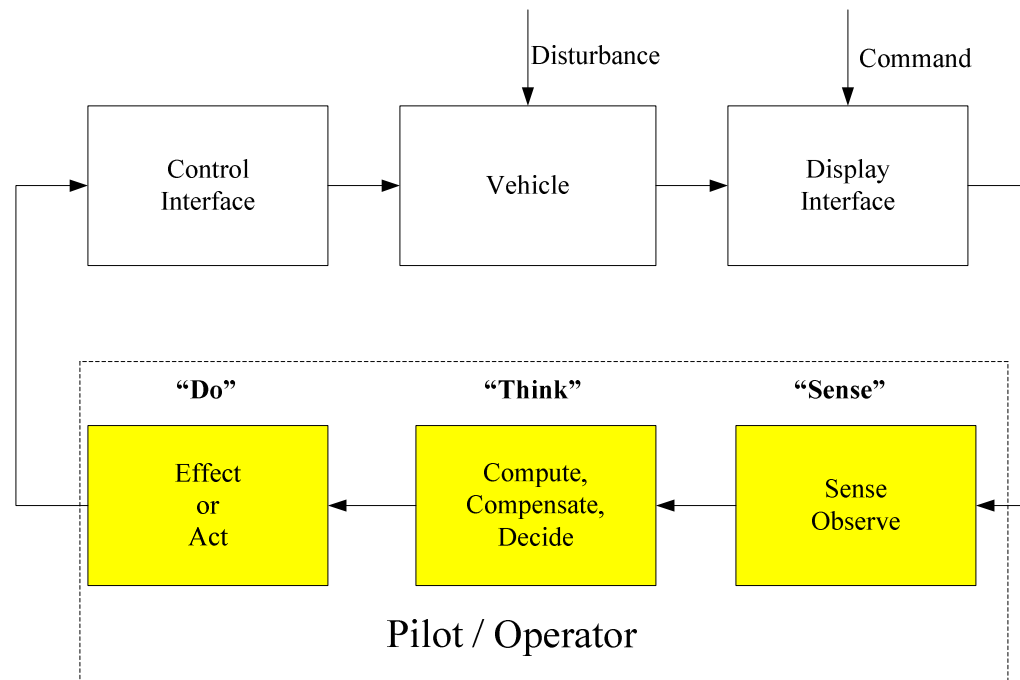 Disturbance
Command
Control
Interface
Vehicle
Display
Interface
“Do”
“Think”
“Sense”
Effect
or
Act
Compute,
Compensate,
Decide
Sense
Observe
Pilot / Operator